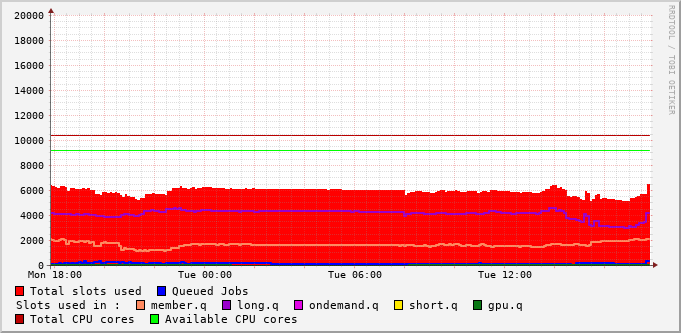 20000
18000
16000
14000
12000
10000
8000
6000
4000
2000
0
Mon 18:00 Tue 00:00 Tue 06:00 Tue 12:00
Total slots used Queued Jobs
Slots used in : member.q long.q ondemand.q short.q gpu.q
Total CPU cores Available CPU cores
RRDTOOL / TOBI OETIKER